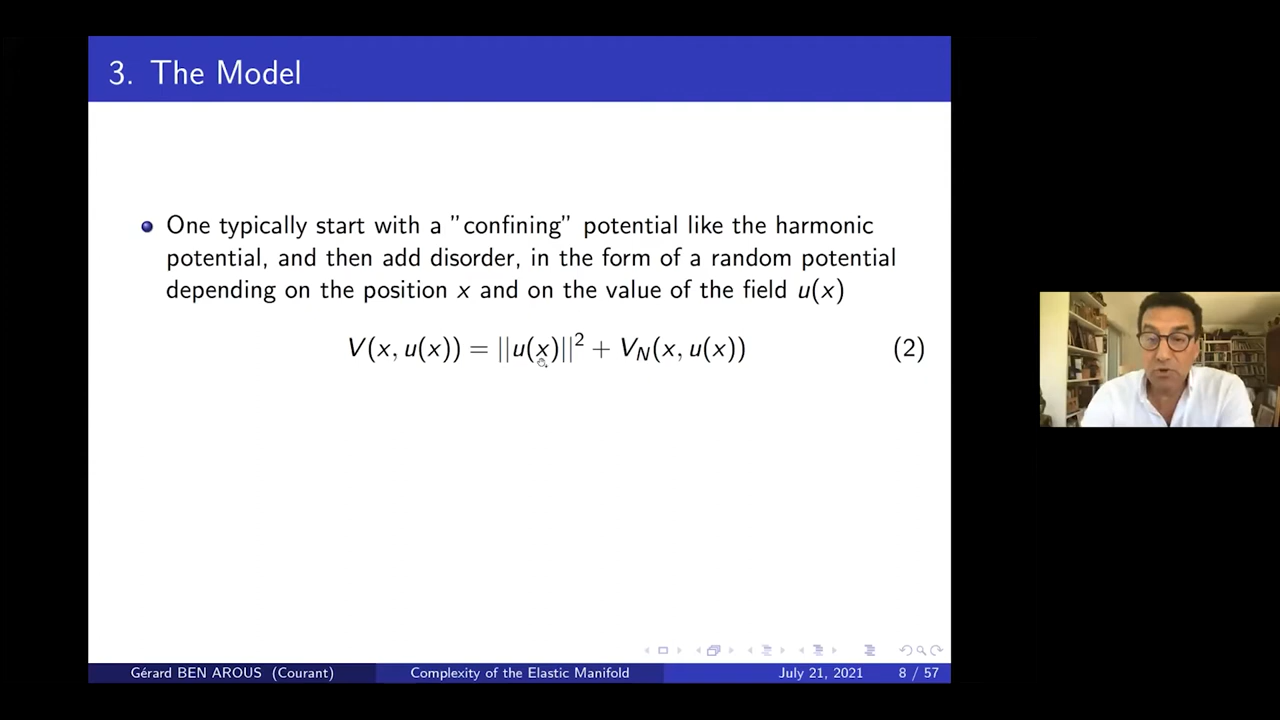 3. The Model
One typically start with a "confining" potential like the harmonic
potential, and then add disorder, in the form of a random potential
depending on the position x and on the value of the field u(x)
V(x, u(x)) = ||u(x)||² + V_N(x, u(x)) (2)
Gérard BEN AROUS (Courant) Complexity of the Elastic Manifold July 21, 2021 8 / 57